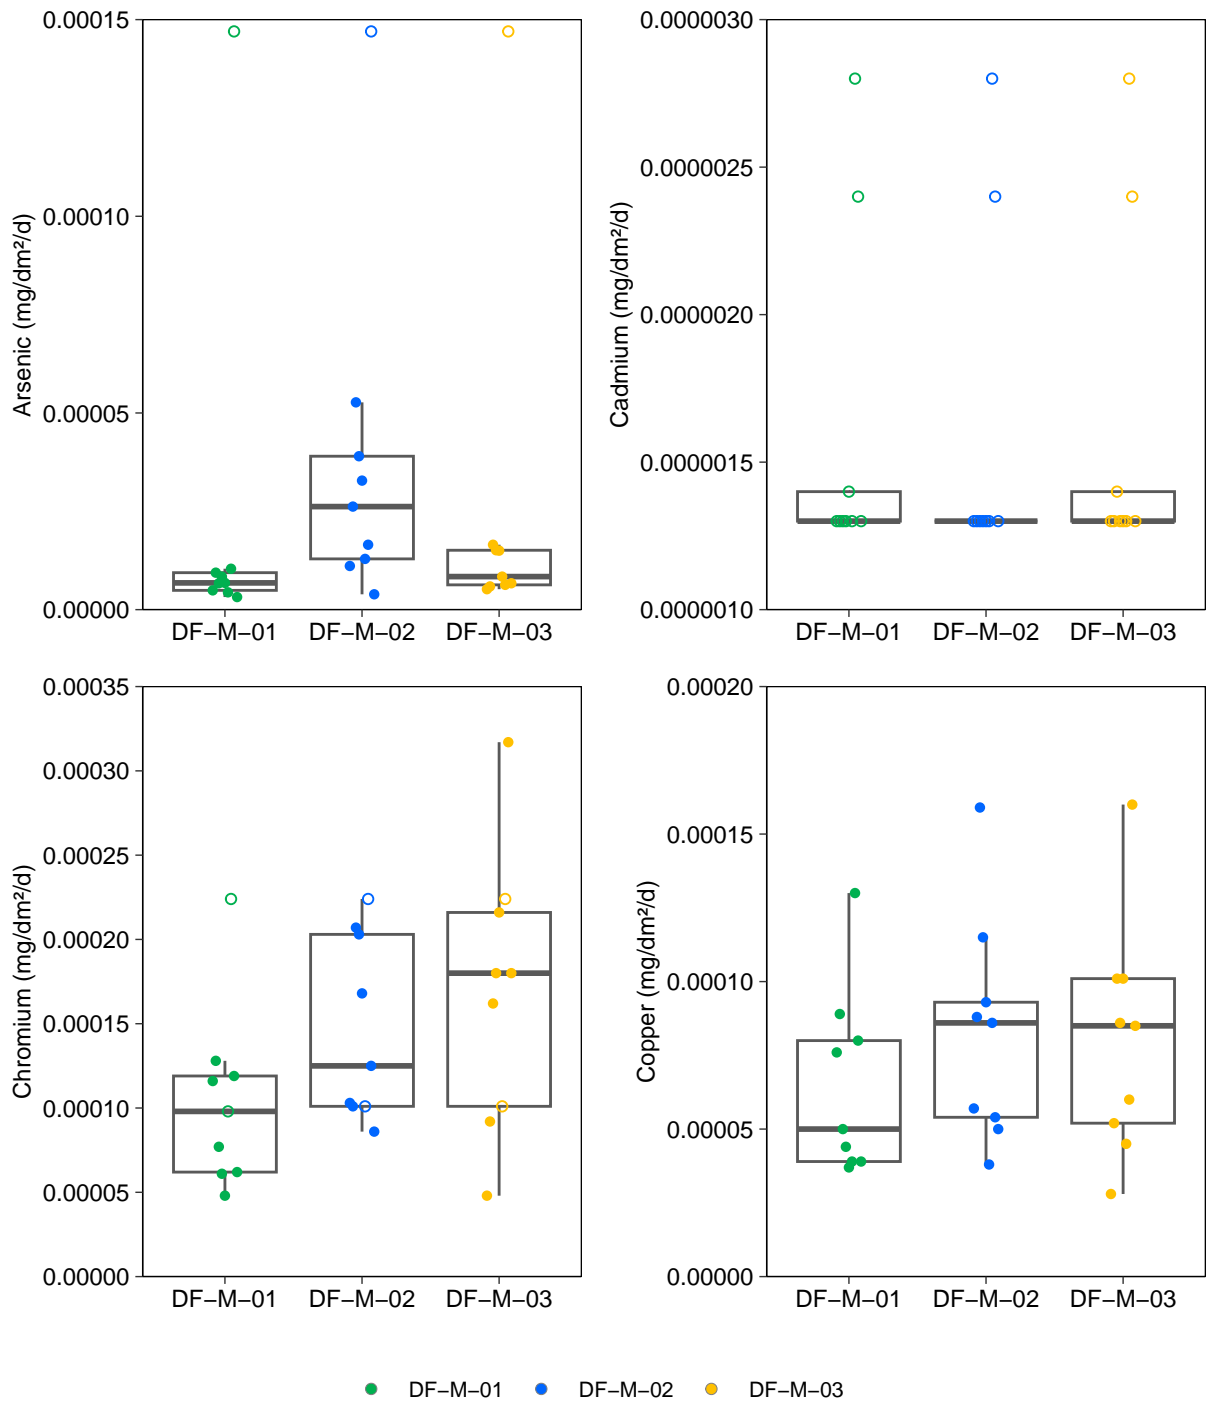 Arsenic (mg/dm²/d)
0.00015
0.00010
0.00005
0.00000
DF−M−01 DF−M−02 DF−M−03
Cadmium (mg/dm²/d)
0.0000030
0.0000025
0.0000020
0.0000015
0.0000010
DF−M−01 DF−M−02 DF−M−03
Chromium (mg/dm²/d)
0.00035
0.00030
0.00025
0.00020
0.00015
0.00010
0.00005
0.00000
DF−M−01 DF−M−02 DF−M−03
Copper (mg/dm²/d)
0.00020
0.00015
0.00010
0.00005
0.00000
DF−M−01 DF−M−02 DF−M−03
DF−M−01 DF−M−02 DF−M−03